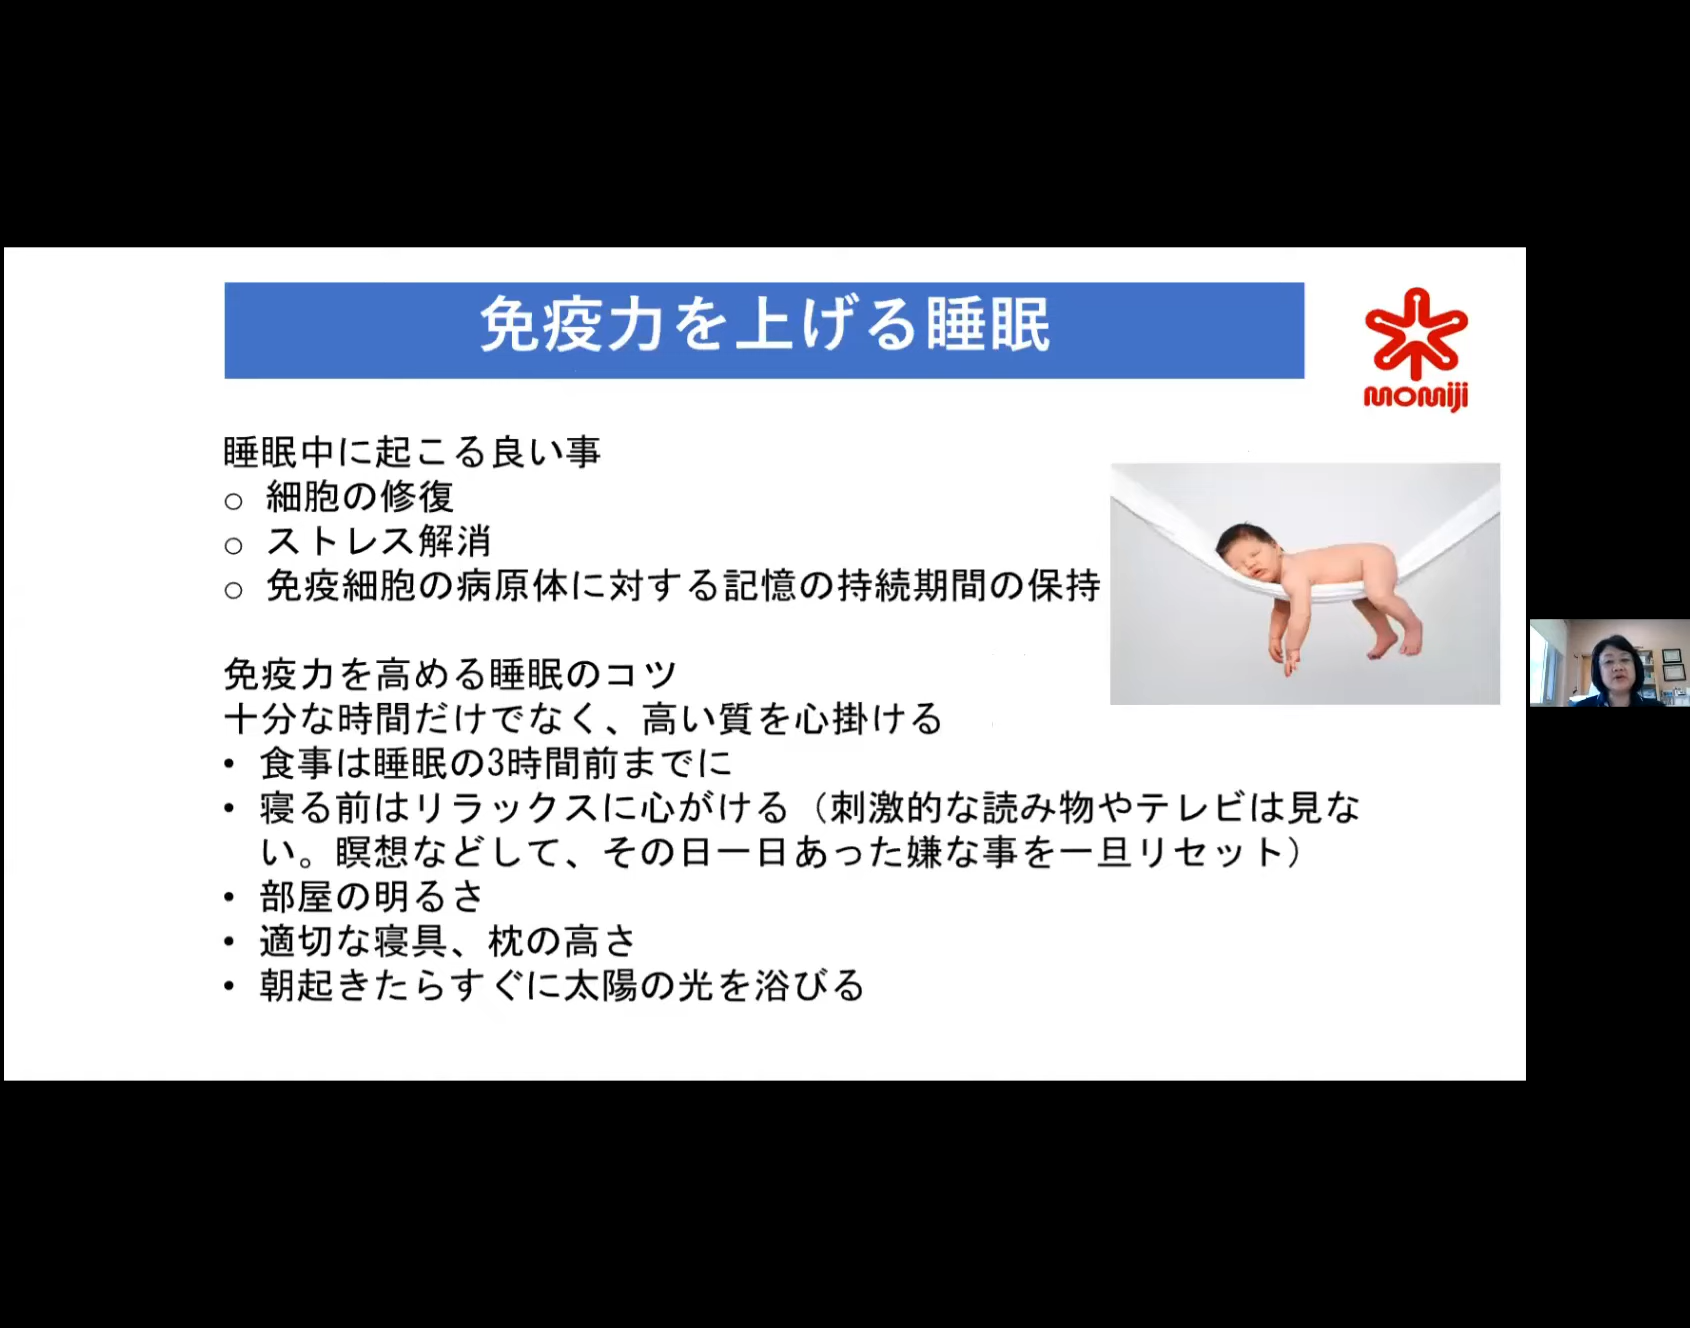 免疫力を上げる睡眠
momiji
睡眠中に起こる良い事
○ 細胞の修復
○ ストレス解消
○ 免疫細胞の病原体に対する記憶の持続期間の保持
免疫力を高める睡眠のコツ
十分な時間だけでなく、高い質を心掛ける
• 食事は睡眠の3時間前までに
• 寝る前はリラックスに心がける（刺激的な読み物やテレビは見な
い。瞑想などして、その日一日あった嫌な事を一旦リセット）
• 部屋の明るさ
• 適切な寝具、枕の高さ
• 朝起きたらすぐに太陽の光を浴びる